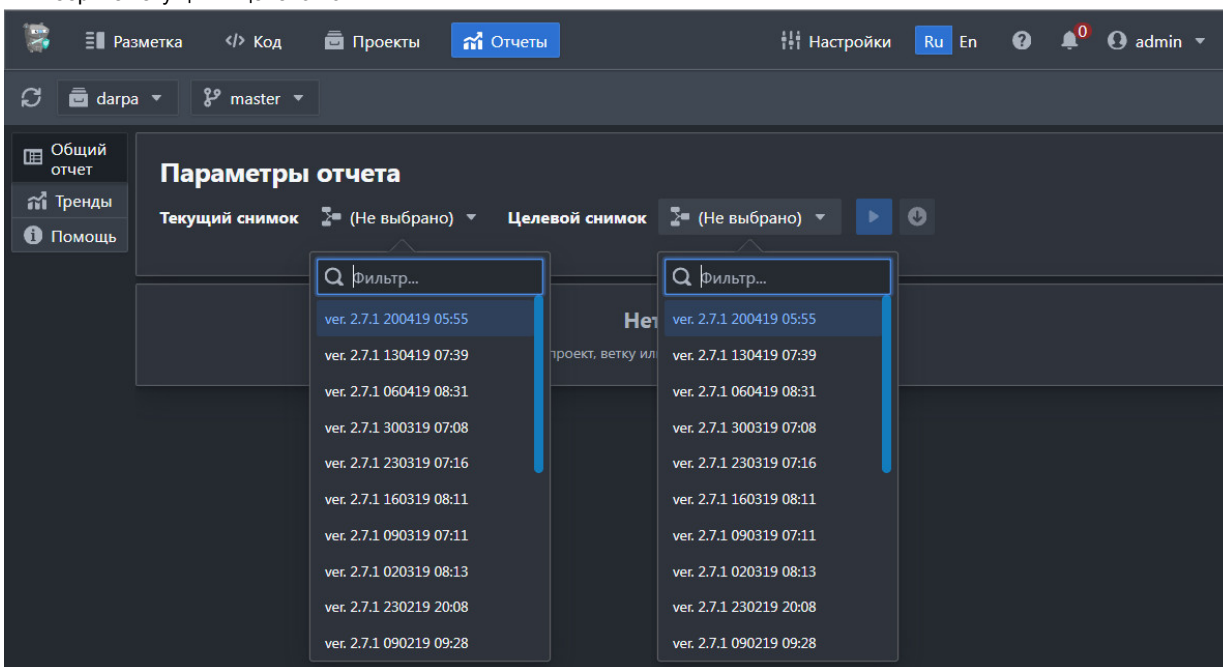 Разметка
</> Код
Проекты
Отчеты
Настройки
Ru En
0
admin
darpa
master
Общий
отчет
Тренды
Помощь
Параметры отчета
Текущий снимок (Не выбрано) Целевой снимок (Не выбрано)
Фильтр...
ver. 2.7.1 200419 05:55
ver. 2.7.1 130419 07:39
ver. 2.7.1 060419 08:31
ver. 2.7.1 300319 07:08
ver. 2.7.1 230319 07:16
ver. 2.7.1 160319 08:11
ver. 2.7.1 090319 07:11
ver. 2.7.1 020319 08:13
ver. 2.7.1 230219 20:08
ver. 2.7.1 090219 09:28
проект, ветку
Фильтр...
ver. 2.7.1 200419 05:55
ver. 2.7.1 130419 07:39
ver. 2.7.1 060419 08:31
ver. 2.7.1 300319 07:08
ver. 2.7.1 230319 07:16
ver. 2.7.1 160319 08:11
ver. 2.7.1 090319 07:11
ver. 2.7.1 020319 08:13
ver. 2.7.1 230219 20:08
ver. 2.7.1 090219 09:28